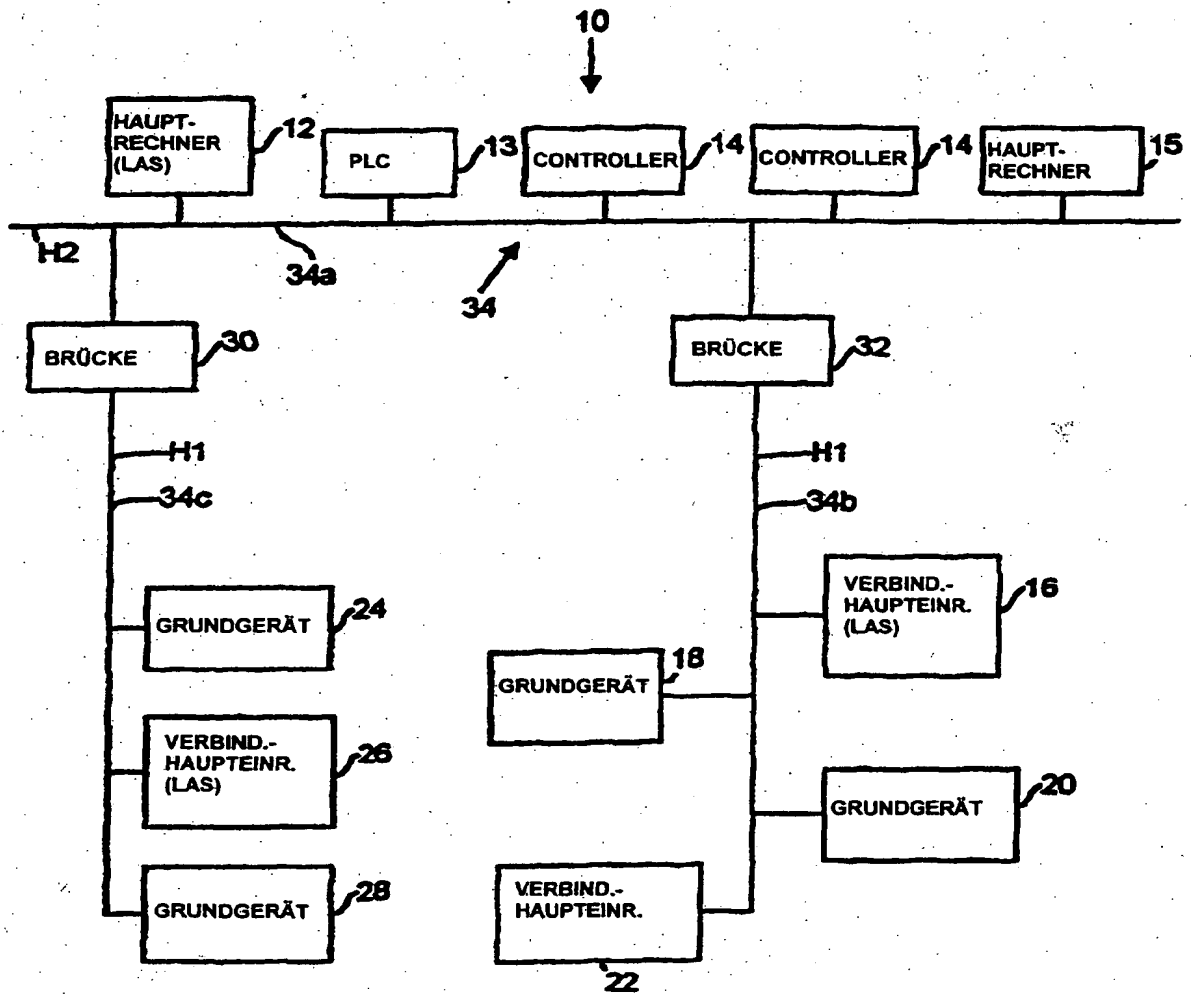 10
HAUPT-
RECHNER
(LAS)
12
PLC
13
CONTROLLER
14
CONTROLLER
14
HAUPT-
RECHNER
15
H2
34a
34
BRÜCKE
30
BRÜCKE
32
H1
34c
H1
34b
GRUNDGERÄT
24
VERBIND.-
HAUPTEINR.
(LAS)
16
GRUNDGERÄT
18
VERBIND.-
HAUPTEINR.
(LAS)
26
GRUNDGERÄT
20
GRUNDGERÄT
28
VERBIND.-
HAUPTEINR.
22